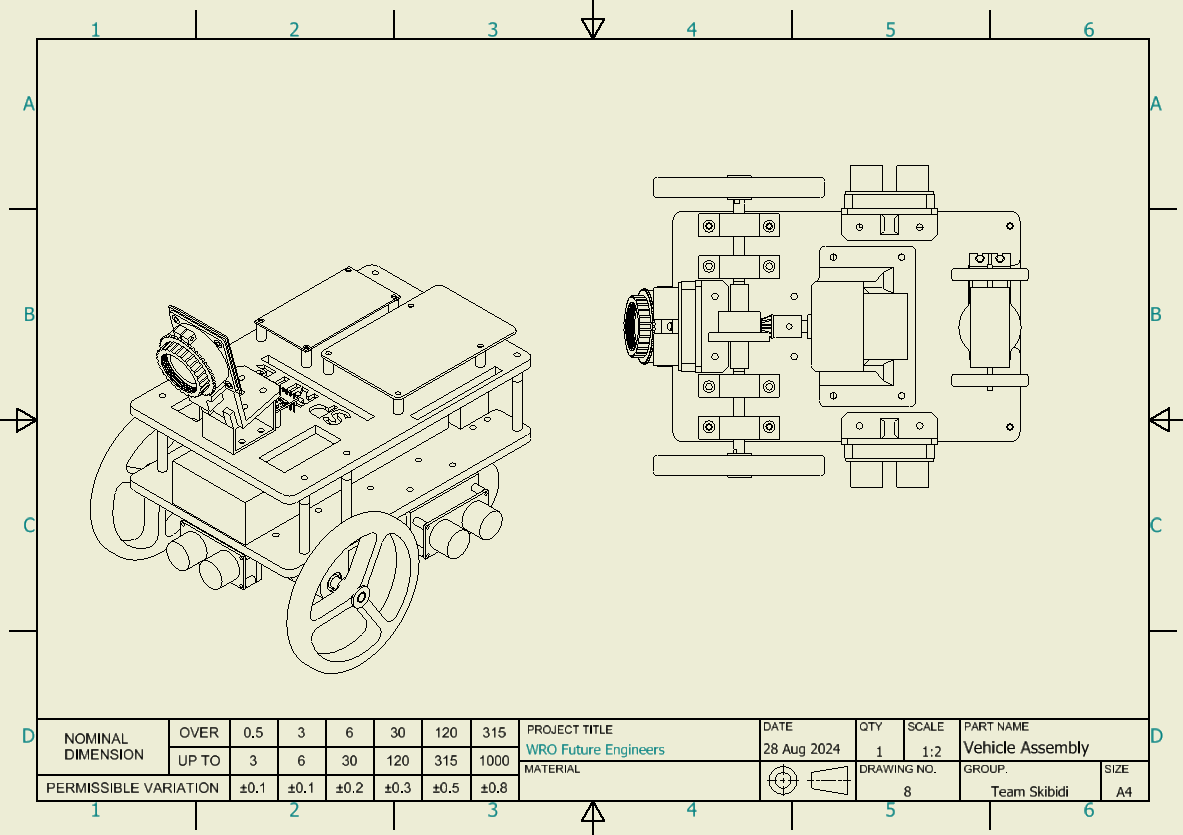 1 2 3 4 5 6
A A
B B
C C
D D
NOMINAL DIMENSION OVER 0.5 3 6 30 120 315
UP TO 3 6 30 120 315 1000
PERMISSIBLE VARIATION ±0.1 ±0.1 ±0.2 ±0.3 ±0.5 ±0.8
PROJECT TITLE
WRO Future Engineers
MATERIAL
DATE
28 Aug 2024
QTY
1
SCALE
1:2
PART NAME
Vehicle Assembly
DRAWING NO.
8
GROUP.
Team Skibidi
SIZE
A4
1 2 3 4 5 6